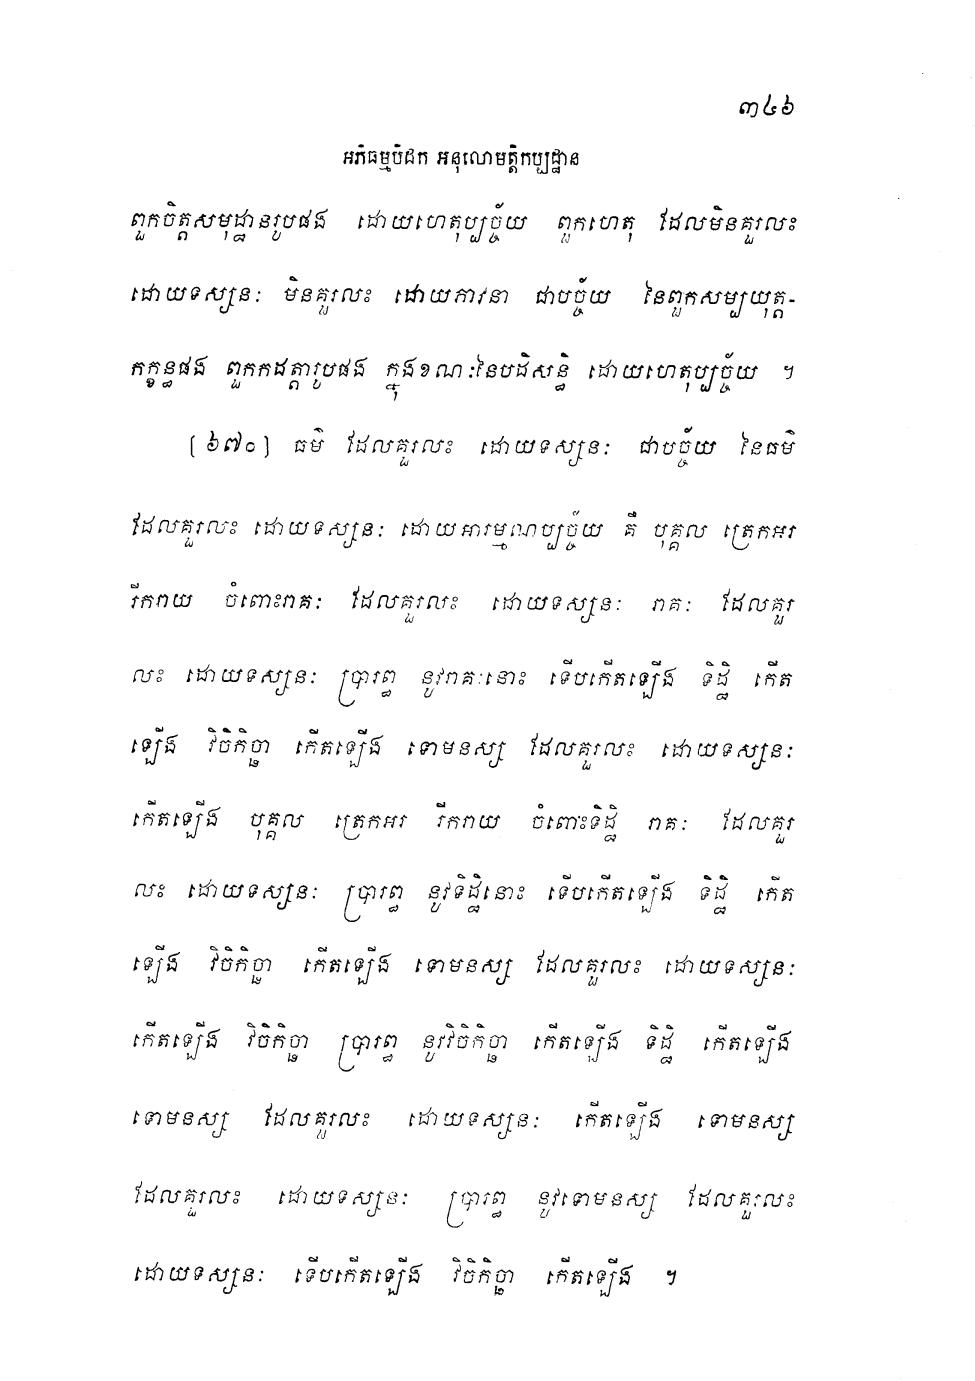 ៣៤៦
អភិធម្មបិដក អនុលោមត្តិកប្បដ្ឋាន
ពួកចិត្តសមុដ្ឋានរូបផង ដោយហេតុប្បច្ច័យ ពួកហេតុ ដែលមិនគួរលះ
ដោយទស្សនៈ មិនគួរលះ ដោយភាវនា ជាបច្ច័យ នៃពួកសម្បយុត្ត-
កក្ខន្ធផង ពួកកដត្តារូបផង ក្នុងខណៈនៃបដិសន្ធិ ដោយហេតុប្បច្ច័យ ។
[៦៧០] ធម៌ ដែលគួរលះ ដោយទស្សនៈ ជាបច្ច័យ នៃធម៌
ដែលគួរលះ ដោយទស្សនៈ ដោយអារម្មណប្បច្ច័យ គឺ បុគ្គល ត្រេកអរ
រីករាយ ចំពោះរាគៈ ដែលគួរលះ ដោយទស្សនៈ រាគៈ ដែលគួរ
លះ ដោយទស្សនៈ ប្រារព្ធ នូវរាគៈនោះ ទើបកើតឡើង ទិដ្ឋិ កើត
ឡើង វិចិកិច្ឆា កើតឡើង ទោមនស្ស ដែលគួរលះ ដោយទស្សនៈ
កើតឡើង បុគ្គល ត្រេកអរ រីករាយ ចំពោះទិដ្ឋិ រាគៈ ដែលគួរ
លះ ដោយទស្សនៈ ប្រារព្ធ នូវទិដ្ឋិនោះ ទើបកើតឡើង ទិដ្ឋិ កើត
ឡើង វិចិកិច្ឆា កើតឡើង ទោមនស្ស ដែលគួរលះ ដោយទស្សនៈ
កើតឡើង វិចិកិច្ឆា ប្រារព្ធ នូវវិចិកិច្ឆា កើតឡើង ទិដ្ឋិ កើតឡើង
ទោមនស្ស ដែលគួរលះ ដោយទស្សនៈ កើតឡើង ទោមនស្ស
ដែលគួរលះ ដោយទស្សនៈ ប្រារព្ធ នូវទោមនស្ស ដែលគួរលះ
ដោយទស្សនៈ ទើបកើតឡើង វិចិកិច្ឆា កើតឡើង ។